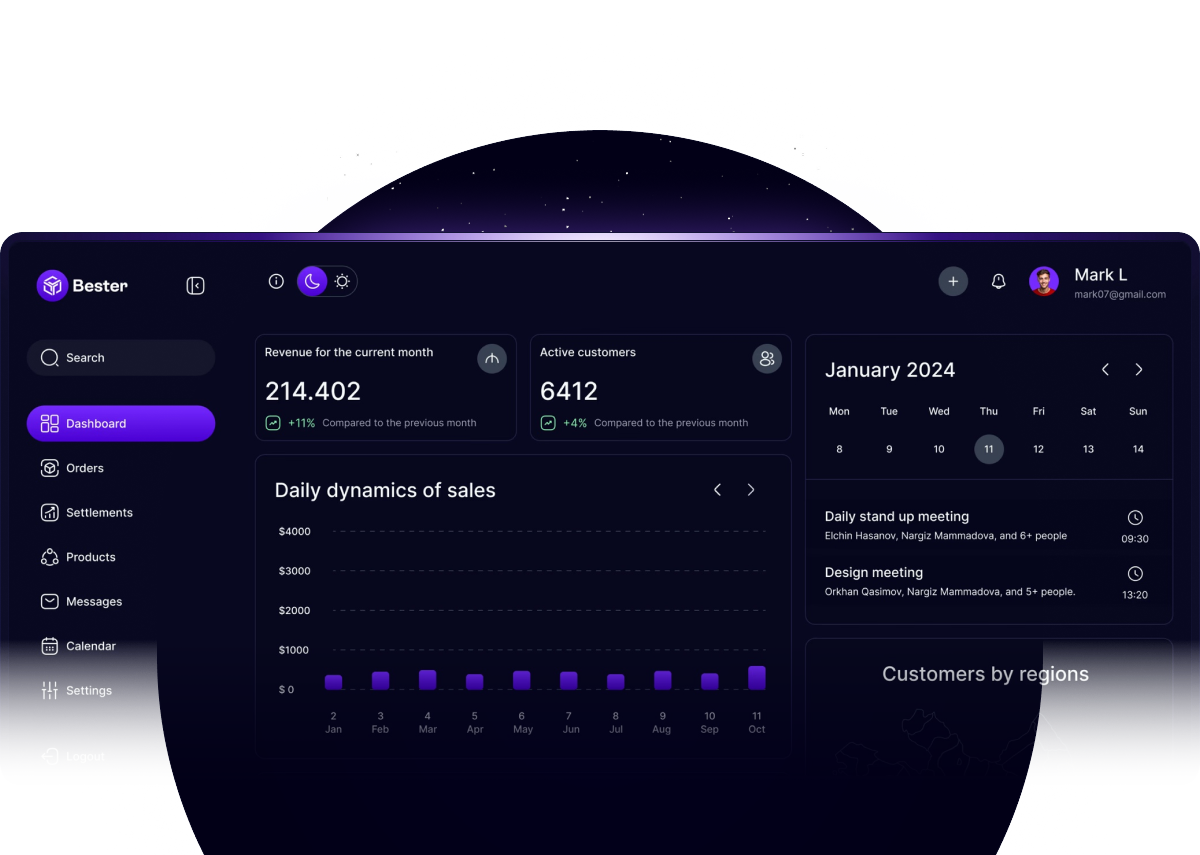 Bester
Search
Dashboard
Orders
Settlements
Products
Messages
Calendar
Settings
Logout
Mark L
mark07@gmail.com
Revenue for the current month
214.402
+11% Compared to the previous month
Active customers
6412
+4% Compared to the previous month
Daily dynamics of sales
$4000
$3000
$2000
$1000
$ 0
2 3 4 5 6 7 8 9 10 11
Jan Feb Mar Apr May Jun Jul Aug Sep Oct
January 2024
Mon Tue Wed Thu Fri Sat Sun
8 9 10 11 12 13 14
Daily stand up meeting
Elchin Hasanov, Nargiz Mammadova, and 6+ people
09:30
Design meeting
Orkhan Qasimov, Nargiz Mammadova, and 5+ people.
13:20
Customers by regions